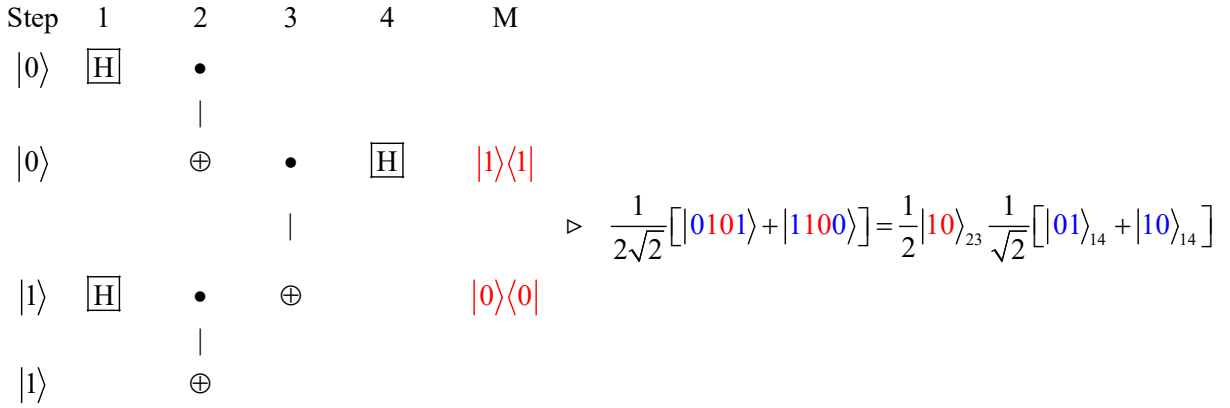 Step 1 2 3 4 M
|0⟩ H •
|
|0⟩ ⊕ • H |1⟩⟨1|
| ▹ 1/(2√2) [|0101⟩ + |1100⟩] = 1/2 |10⟩₂₃ 1/√2 [|01⟩₁₄ + |10⟩₁₄]
|1⟩ H • ⊕ |0⟩⟨0|
|
|1⟩ ⊕